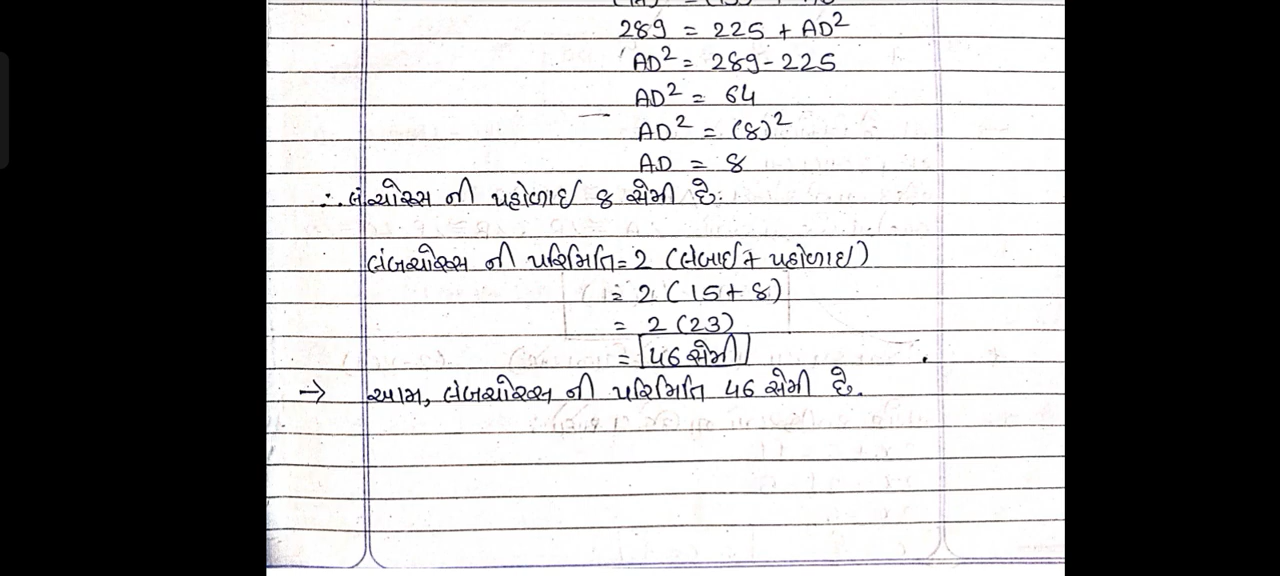 289 = 225 + AD²
AD² = 289 - 225
AD² = 64
AD² = (8)²
AD = 8
∴ લંચોરસ ની પહોળાઈ 8 સેમી છે.
લંબચોરસ ની પરિમિતિ = 2 (લંબાઈ + પહોળાઈ)
= 2 (15 + 8)
= 2 (23)
= 46 સેમી
→ આમ, લંબચોરસ ની પરિમિતિ 46 સેમી છે.